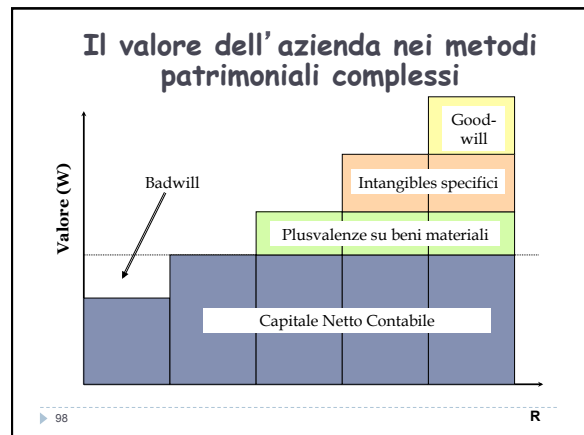 Il valore dell'azienda nei metodi
patrimoniali complessi
Good-
will
Badwill
Intangibles specifici
Valore (W)
Plusvalenze su beni materiali
Capitale Netto Contabile
98
R